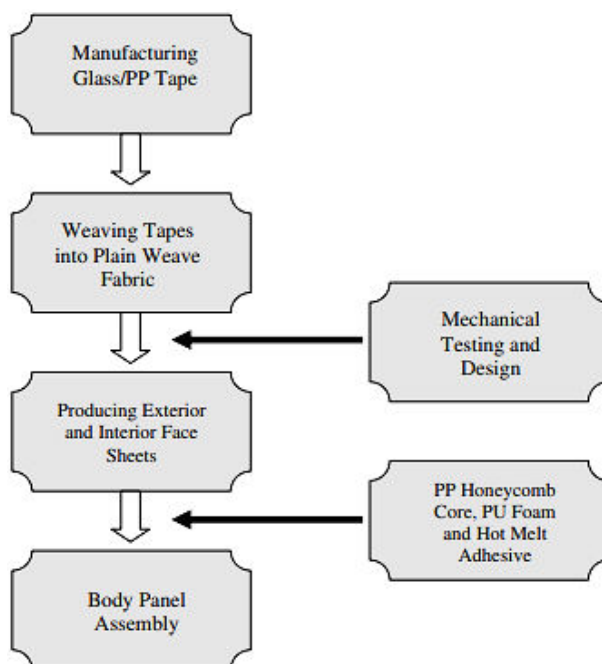 Manufacturing
Glass/PP Tape
Weaving Tapes
into Plain Weave
Fabric
Mechanical
Testing and
Design
Producing Exterior
and Interior Face
Sheets
PP Honeycomb
Core, PU Foam
and Hot Melt
Adhesive
Body Panel
Assembly